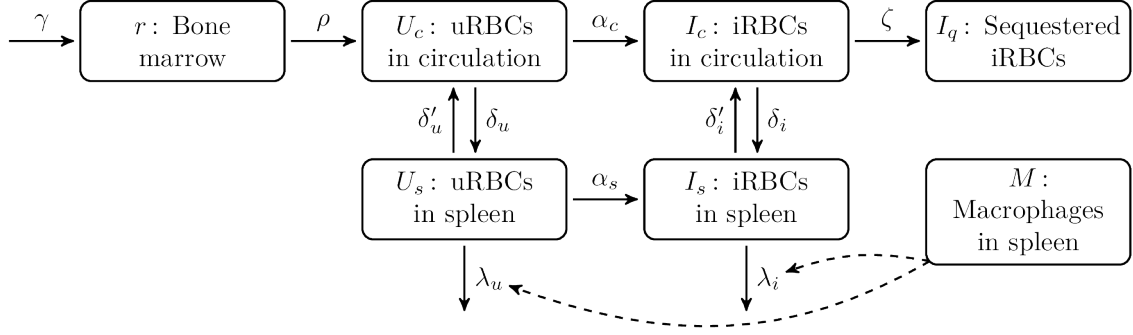 γ
r : Bone
marrow
ρ
U_c : uRBCs
in circulation
α_c
I_c : iRBCs
in circulation
ζ
I_q : Sequestered
iRBCs
δ′_u
δ_u
δ′_i
δ_i
U_s : uRBCs
in spleen
α_s
I_s : iRBCs
in spleen
M :
Macrophages
in spleen
λ_u
λ_i